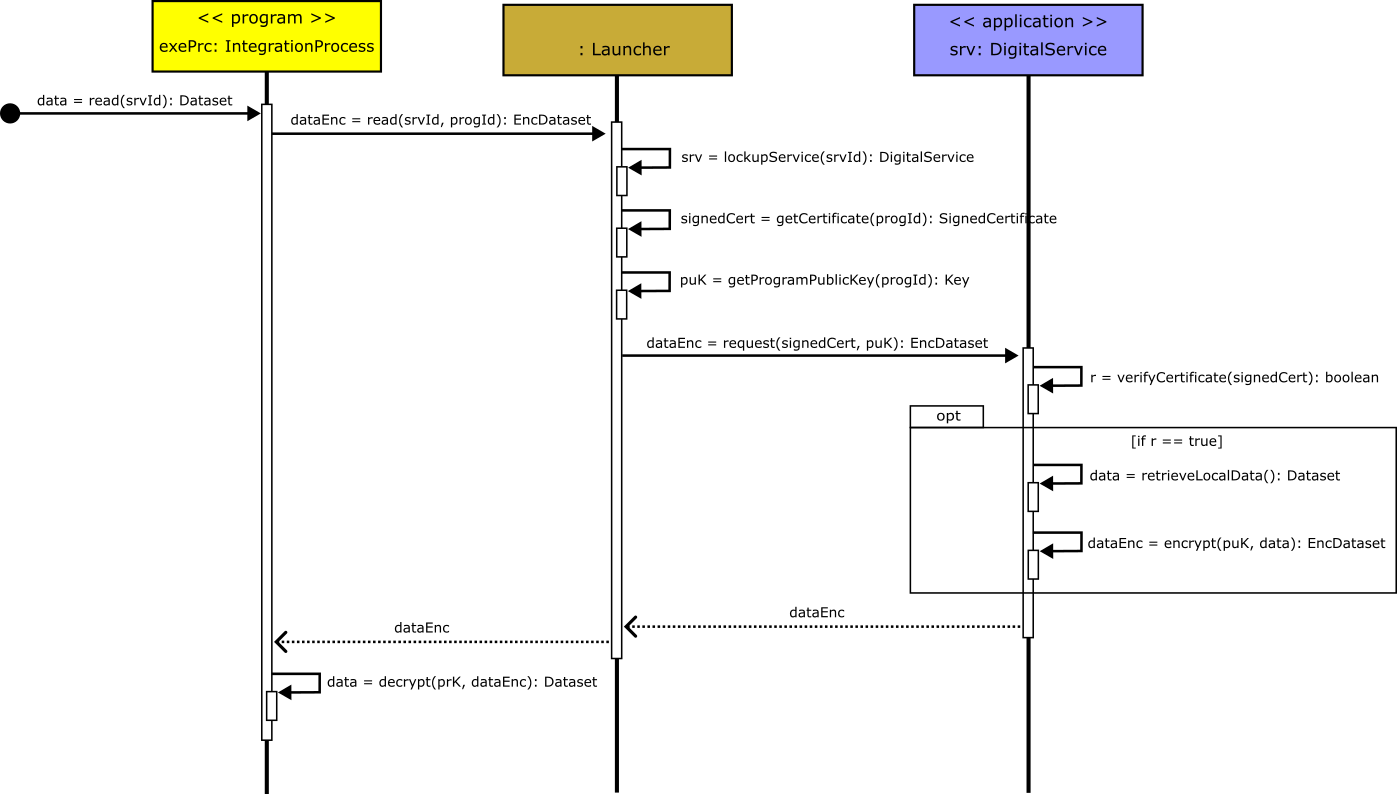 << program >>
exePrc: IntegrationProcess
: Launcher
<< application >>
srv: DigitalService
data = read(srvId): Dataset
dataEnc = read(srvId, progId): EncDataset
srv = lockupService(srvId): DigitalService
signedCert = getCertificate(progId): SignedCertificate
puK = getProgramPublicKey(progId): Key
dataEnc = request(signedCert, puK): EncDataset
r = verifyCertificate(signedCert): boolean
opt
[if r == true]
data = retrieveLocalData(): Dataset
dataEnc = encrypt(puK, data): EncDataset
dataEnc
dataEnc
data = decrypt(prK, dataEnc): Dataset